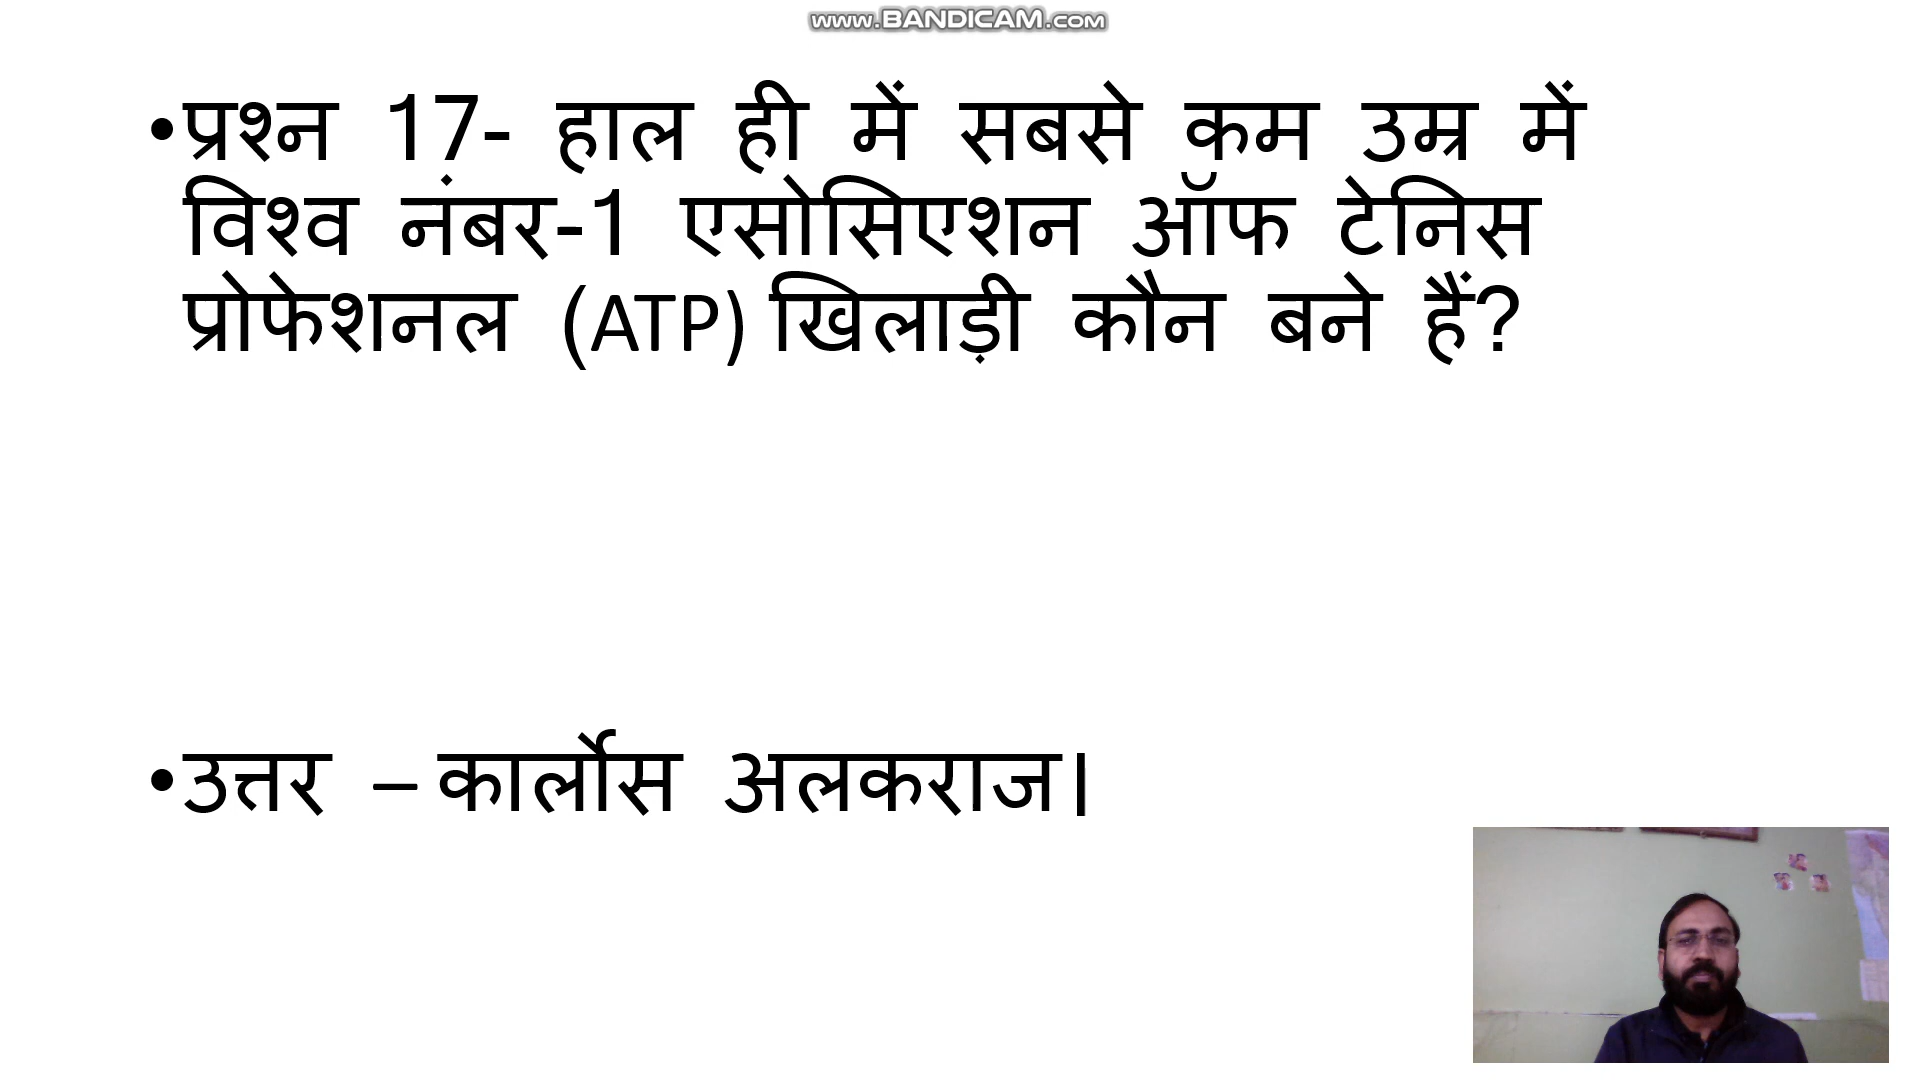 www.BANDICAM.com
•प्रश्न 17- हाल ही में सबसे कम उम्र में
विश्व नंबर-1 एसोसिएशन ऑफ टेनिस
प्रोफेशनल (ATP) खिलाड़ी कौन बने हैं?
•उत्तर – कार्लोस अलकराज।